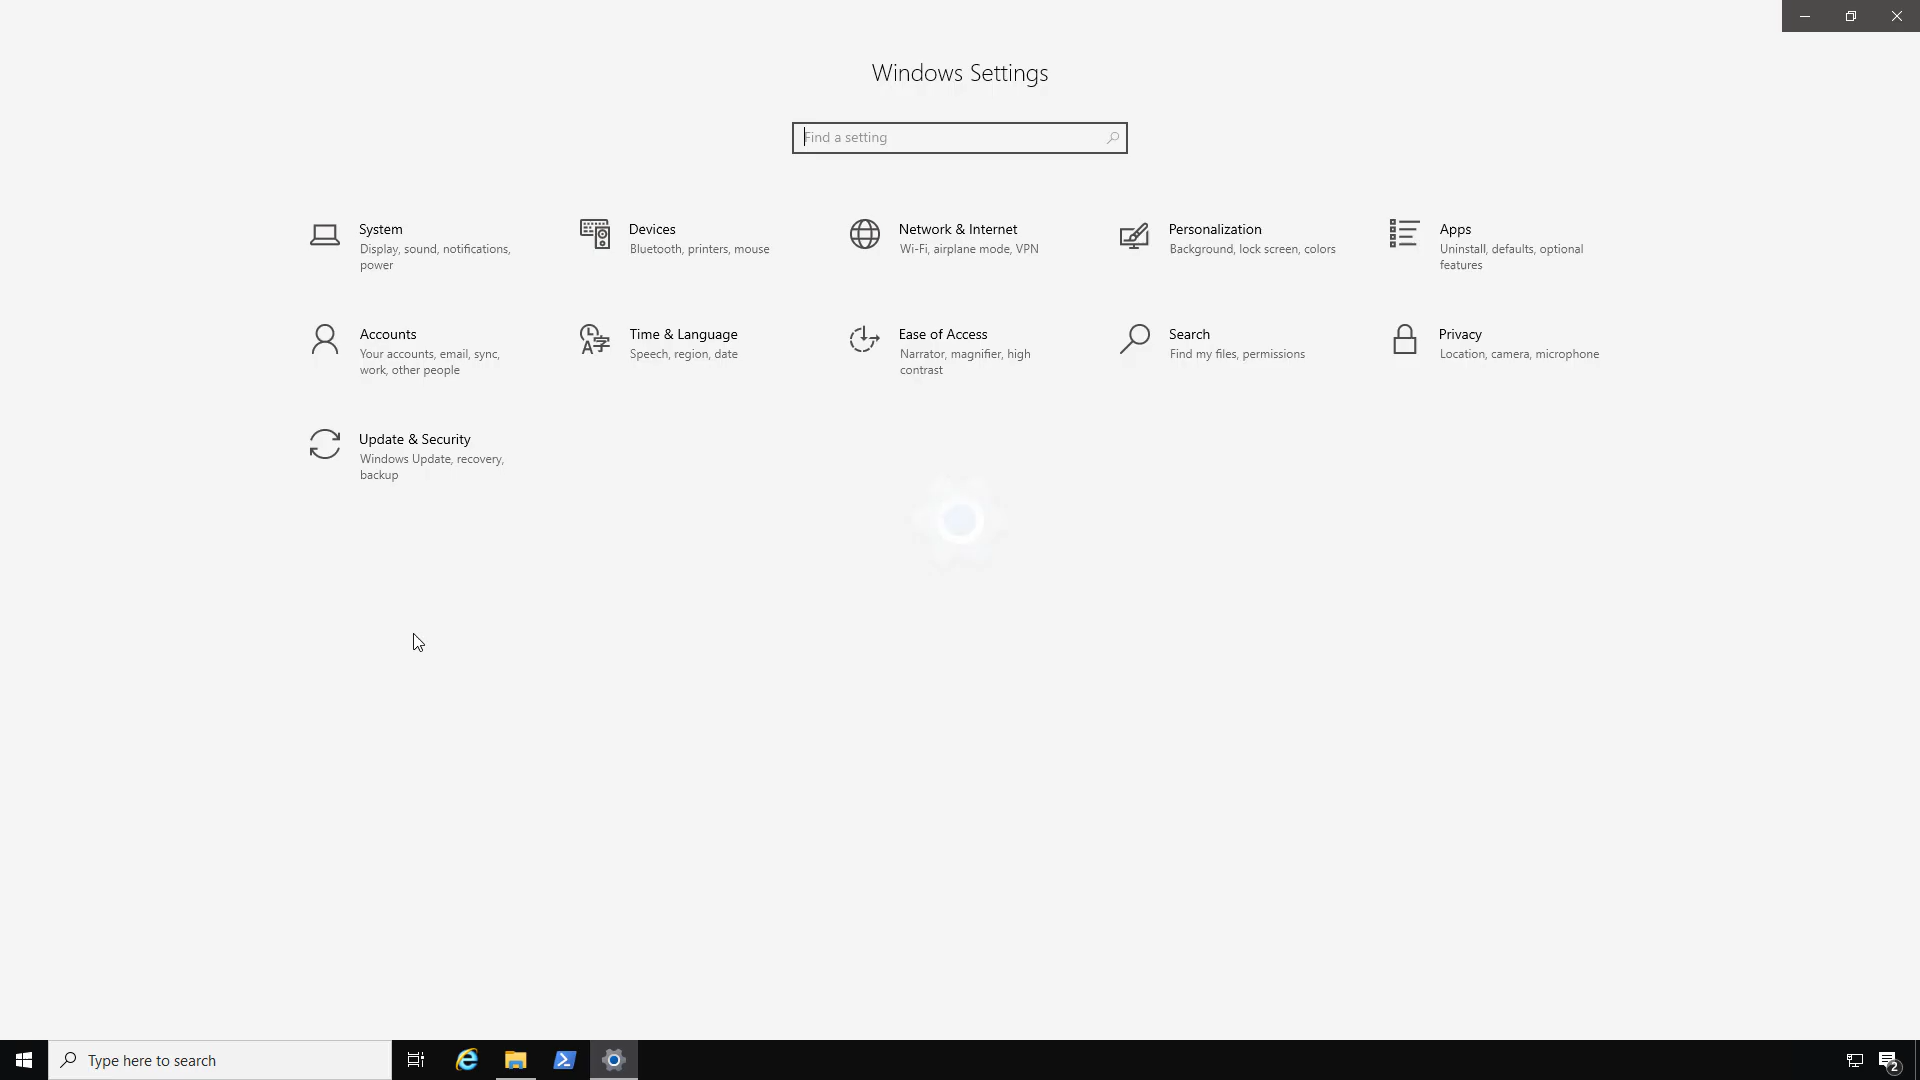 Windows Settings
Find a setting
System
Display, sound, notifications,
power
Devices
Bluetooth, printers, mouse
Network & Internet
Wi-Fi, airplane mode, VPN
Personalization
Background, lock screen, colors
Apps
Uninstall, defaults, optional
features
Accounts
Your accounts, email, sync,
work, other people
Time & Language
Speech, region, date
Ease of Access
Narrator, magnifier, high
contrast
Search
Find my files, permissions
Privacy
Location, camera, microphone
Update & Security
Windows Update, recovery,
backup
Type here to search
2